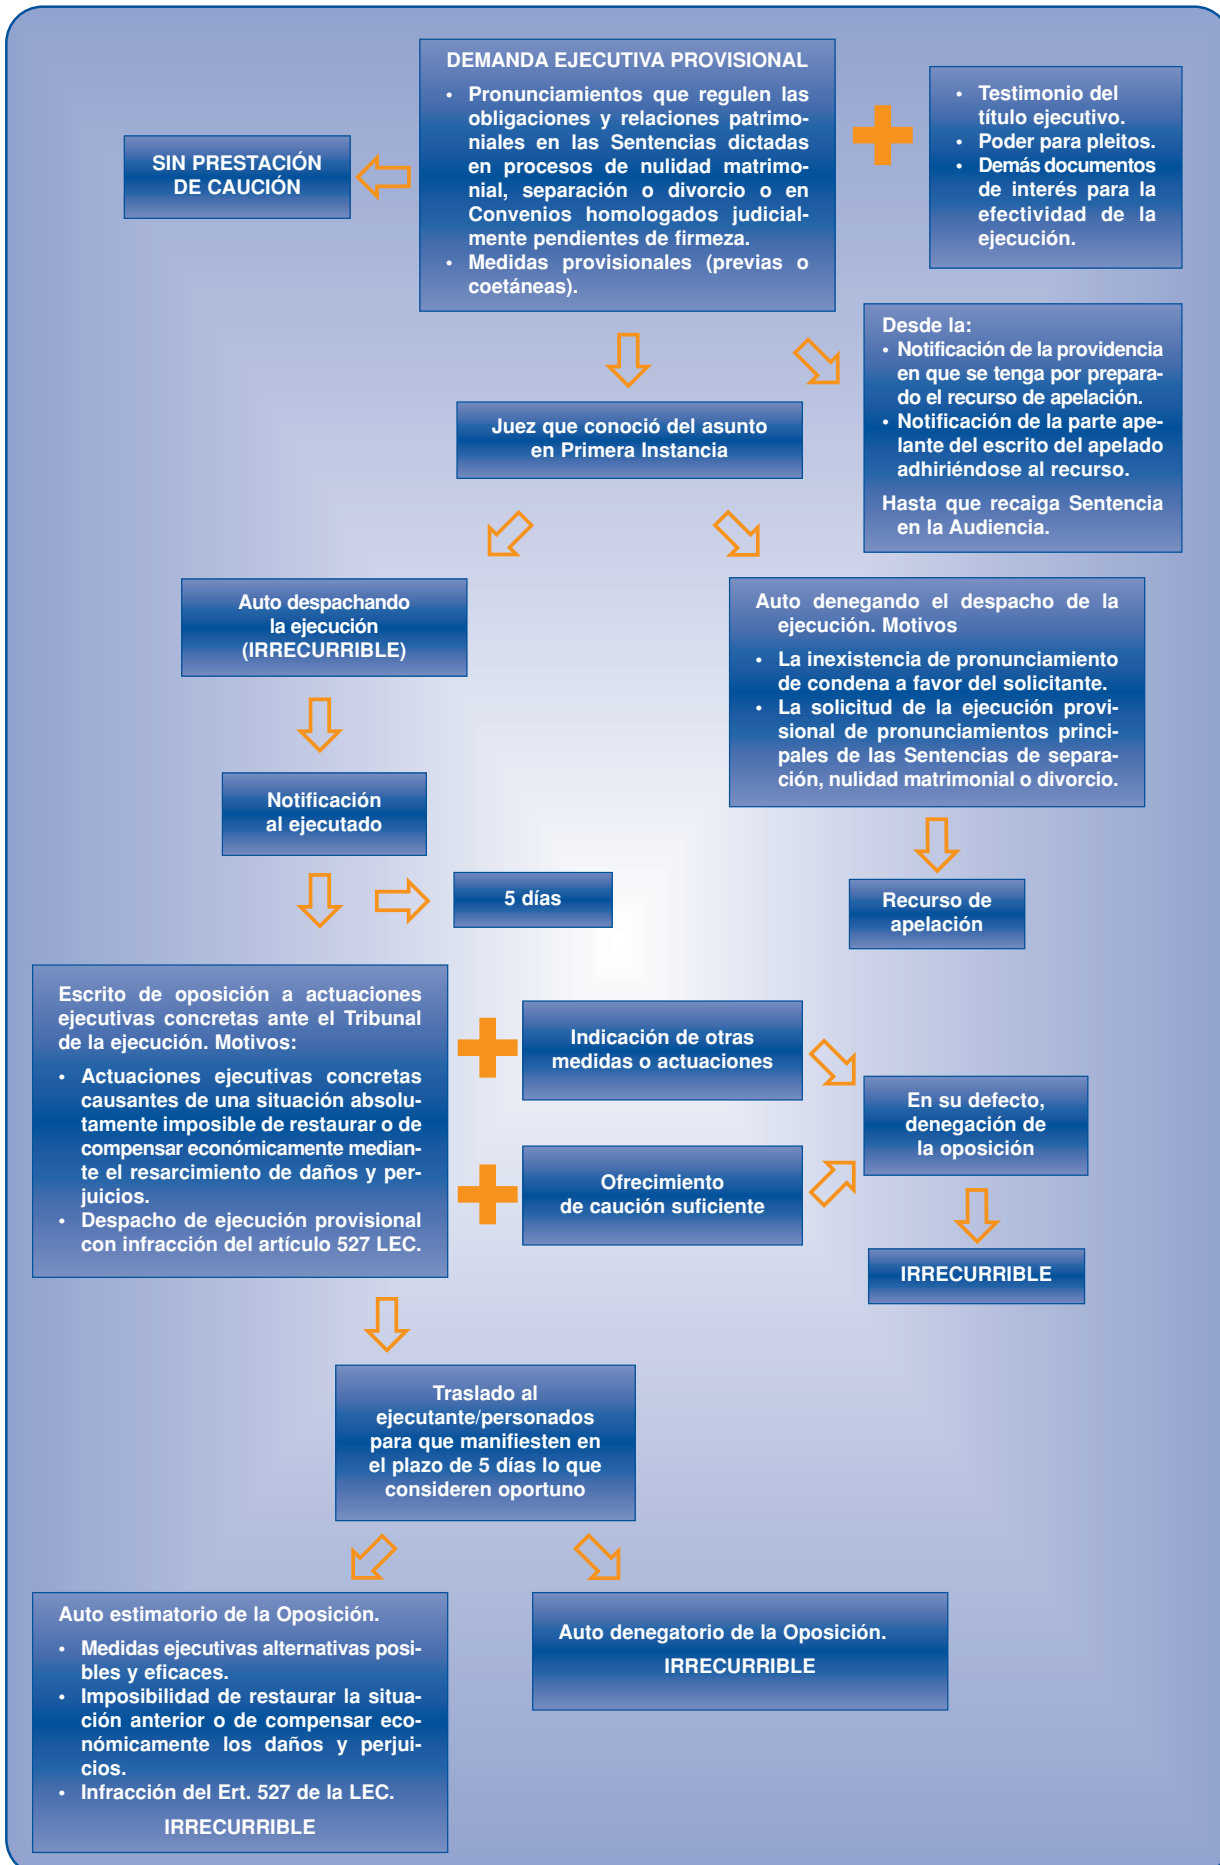 DEMANDA EJECUTIVA PROVISIONAL
• Pronunciamientos que regulen las
obligaciones y relaciones patrimo-
niales en las Sentencias dictadas
en procesos de nulidad matrimo-
nial, separación o divorcio o en
Convenios homologados judicial-
mente pendientes de firmeza.
• Medidas provisionales (previas o
coetáneas).
• Testimonio del
título ejecutivo.
• Poder para pleitos.
• Demás documentos
de interés para la
efectividad de la
ejecución.
SIN PRESTACIÓN
DE CAUCIÓN
Desde la:
• Notificación de la providencia
en que se tenga por prepara-
do el recurso de apelación.
• Notificación de la parte ape-
lante del escrito del apelado
adhiriéndose al recurso.
Hasta que recaiga Sentencia
en la Audiencia.
Juez que conoció del asunto
en Primera Instancia
Auto despachando
la ejecución
(IRRECURRIBLE)
Auto denegando el despacho de la
ejecución. Motivos
• La inexistencia de pronunciamiento
de condena a favor del solicitante.
• La solicitud de la ejecución provi-
sional de pronunciamientos princi-
pales de las Sentencias de separa-
ción, nulidad matrimonial o divorcio.
Notificación
al ejecutado
5 días
Recurso de
apelación
Escrito de oposición a actuaciones
ejecutivas concretas ante el Tribunal
de la ejecución. Motivos:
• Actuaciones ejecutivas concretas
causantes de una situación absolu-
tamente imposible de restaurar o de
compensar económicamente median-
te el resarcimiento de daños y per-
juicios.
• Despacho de ejecución provisional
con infracción del artículo 527 LEC.
Indicación de otras
medidas o actuaciones
Ofrecimiento
de caución suficiente
En su defecto,
denegación de
la oposición
IRRECURRIBLE
Traslado al
ejecutante/personados
para que manifiesten en
el plazo de 5 días lo que
consideren oportuno
Auto estimatorio de la Oposición.
• Medidas ejecutivas alternativas posi-
bles y eficaces.
• Imposibilidad de restaurar la situa-
ción anterior o de compensar eco-
nómicamente los daños y perjui-
cios.
• Infracción del Ert. 527 de la LEC.
IRRECURRIBLE
Auto denegatorio de la Oposición.
IRRECURRIBLE